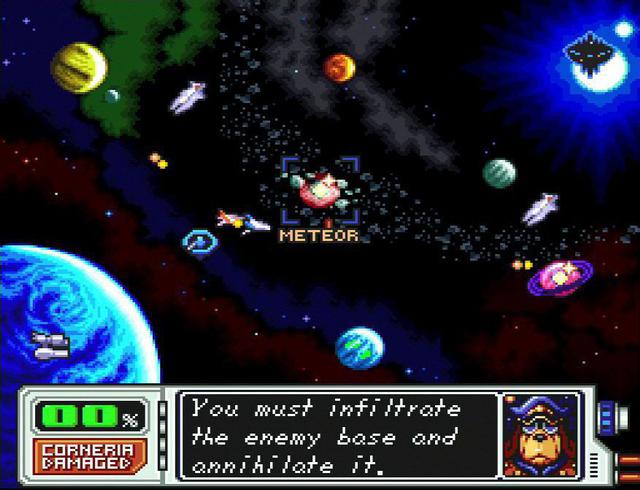 METEOR
00%
CORNERIA
DAMAGED
You must infiltrate
the enemy base and
annihilate it.